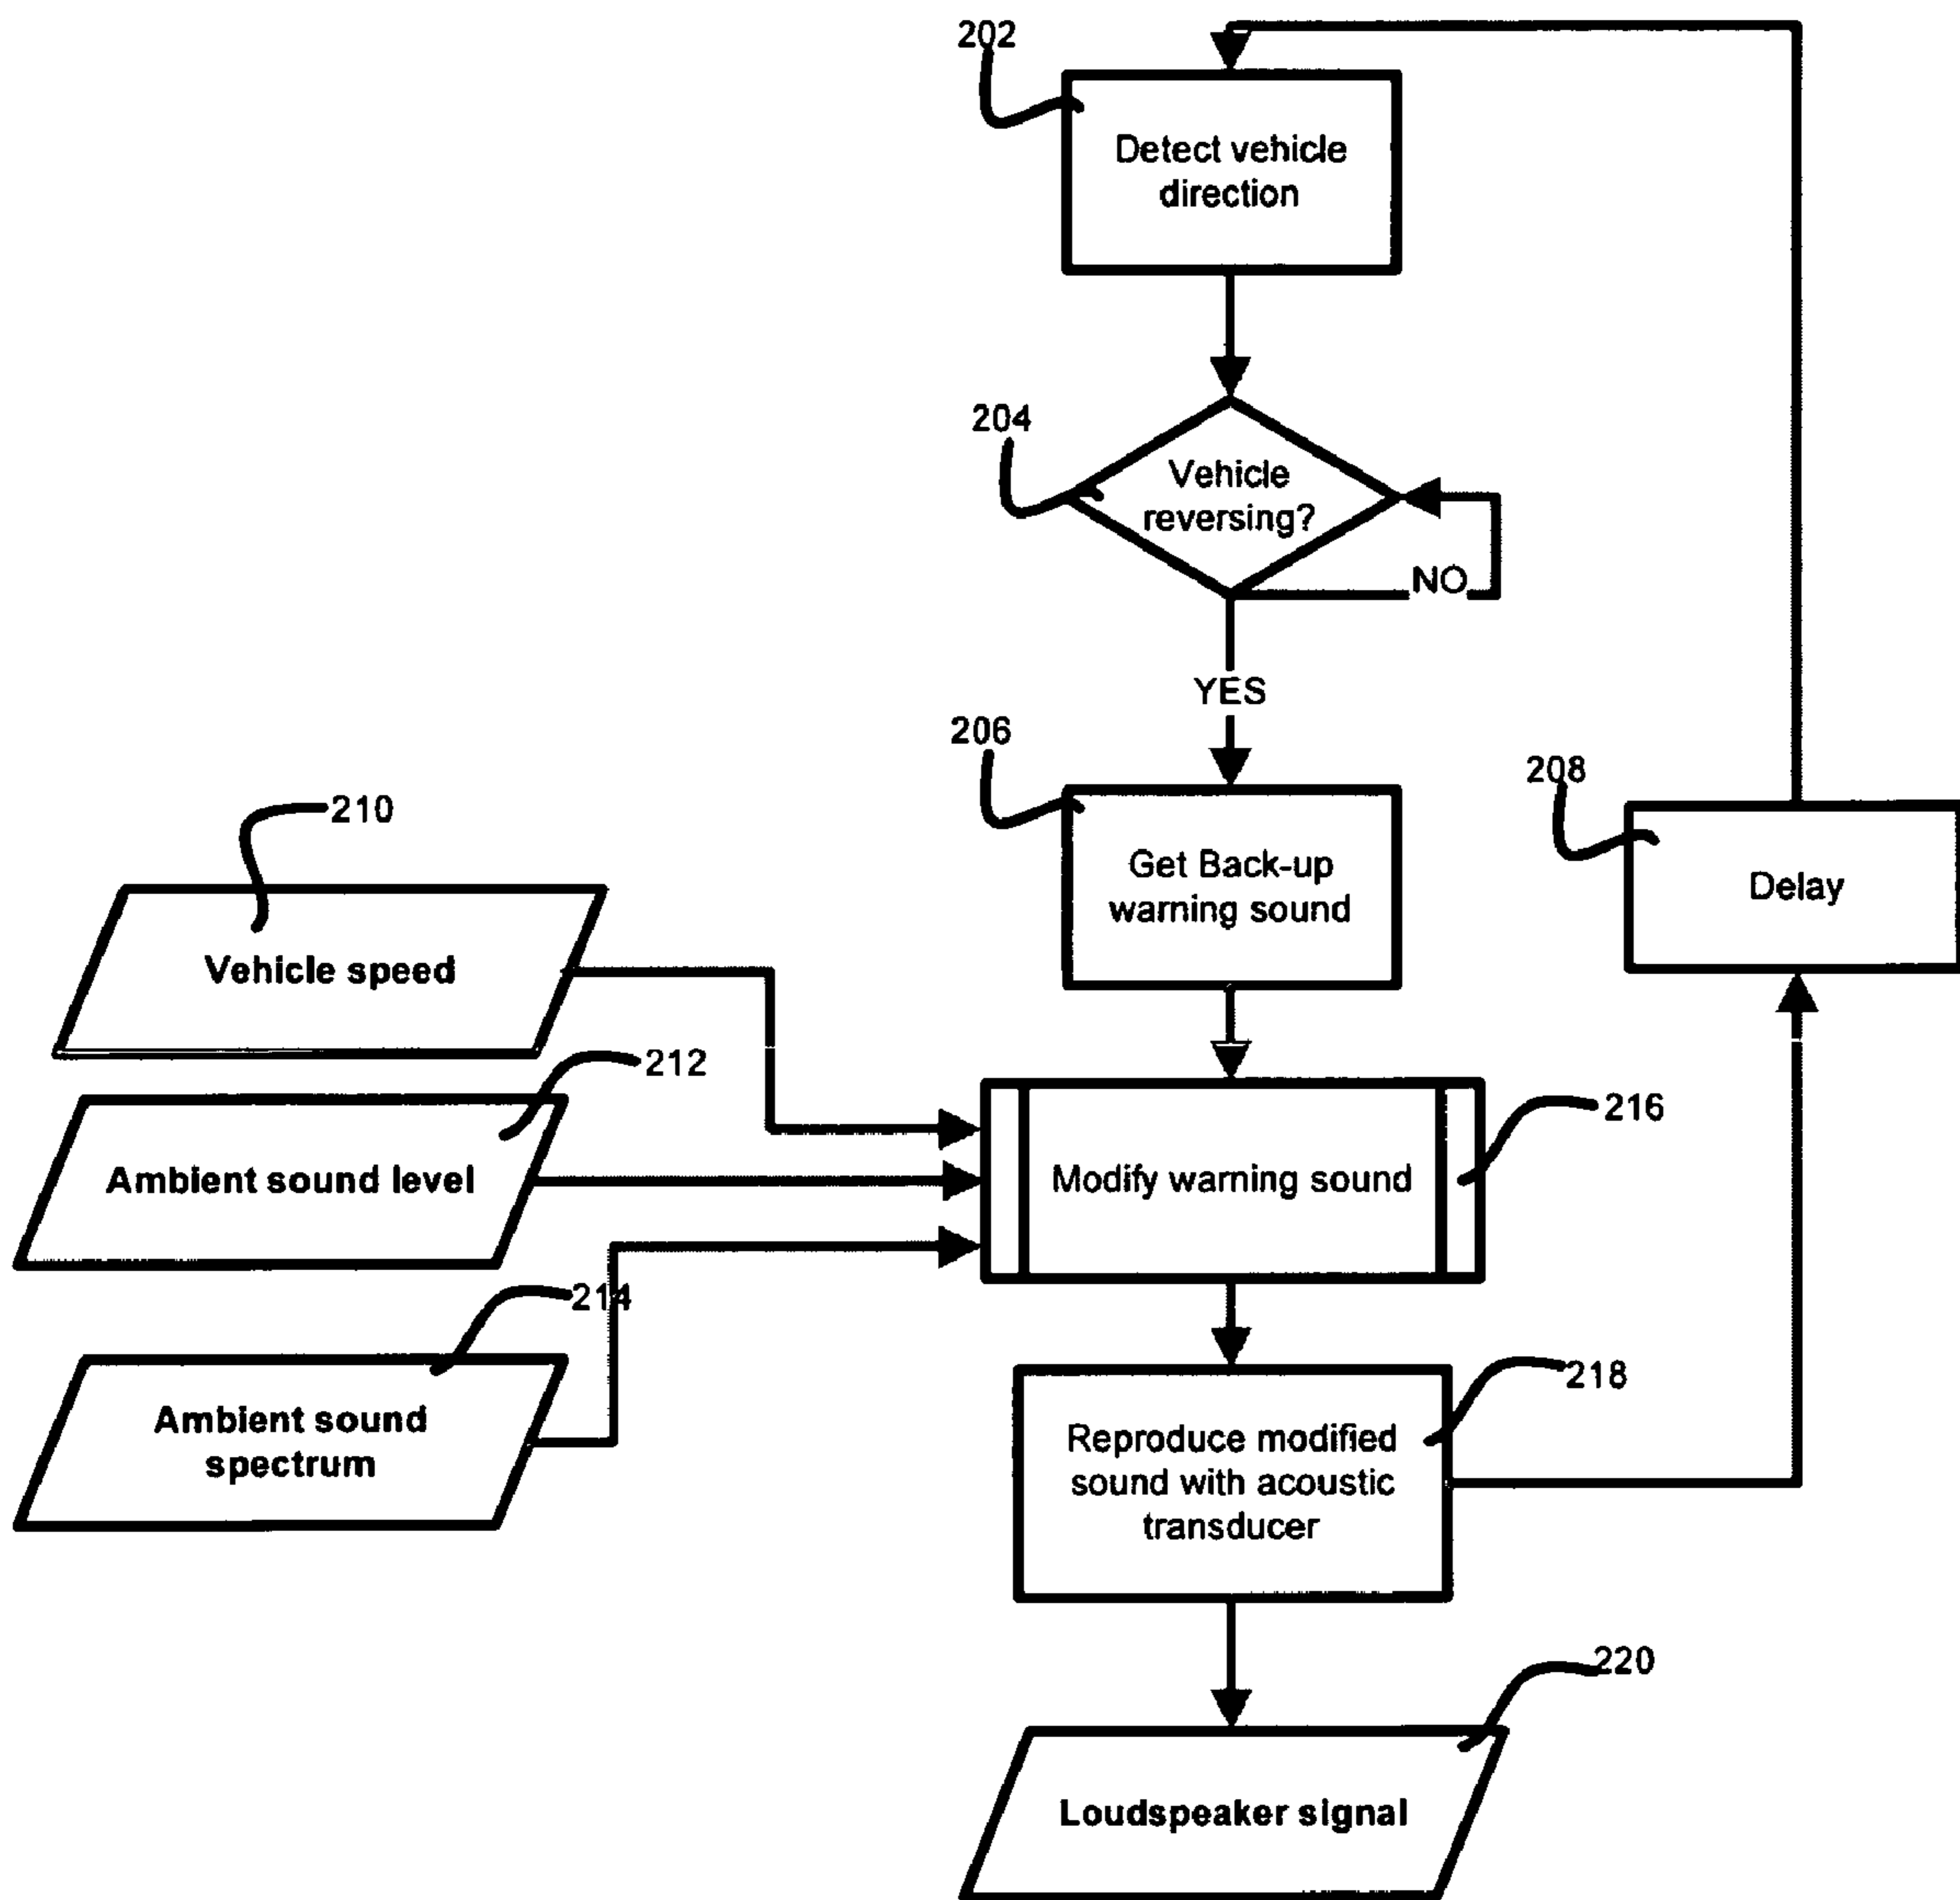 202
Detect vehicle
direction
204
Vehicle
reversing?
NO
YES
206
Get Back-up
warning sound
208
Delay
210
Vehicle speed
212
Ambient sound level
214
Ambient sound
spectrum
216
Modify warning sound
218
Reproduce modified
sound with acoustic
transducer
220
Loudspeaker signal